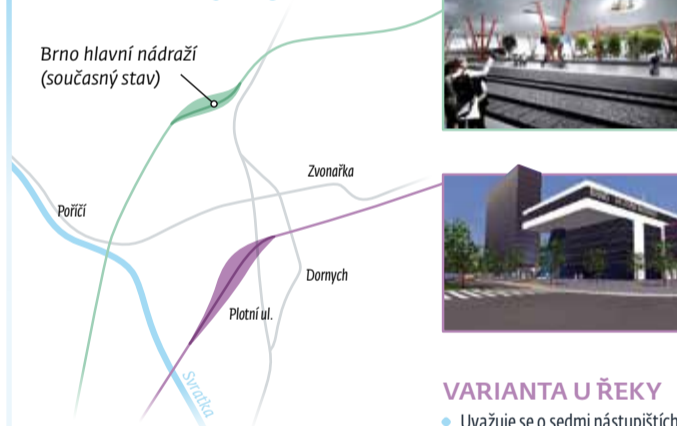 Brno hlavní nádraží
(současný stav)
Zvonařka
Poříčí
Dornych
Plotní ul.
Svratka
VARIANTA U ŘEKY
Uvažuje se o sedmi nástupištích